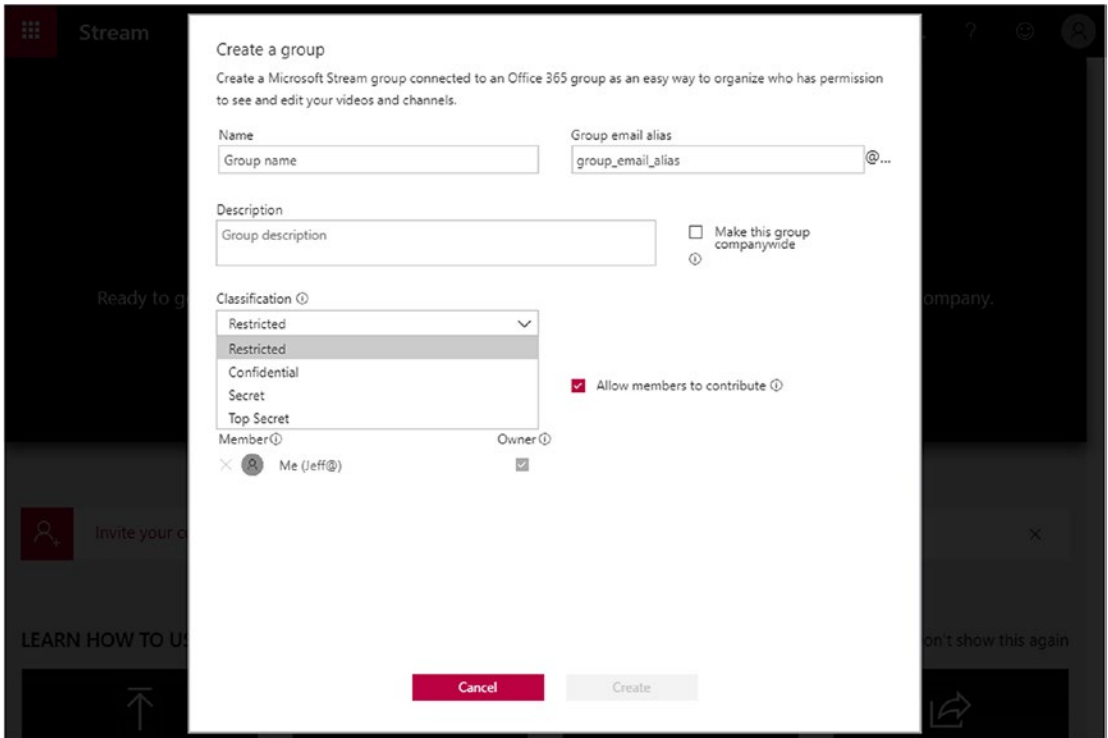 Stream
?
Create a group
Create a Microsoft Stream group connected to an Office 365 group as an easy way to organize who has permission
to see and edit your videos and channels.
Name
Group email alias
Group name
group_email_alias
@...
Description
Group description
Make this group
companywide
Ready to g
ompany.
Classification
Restricted
Restricted
Confidential
Secret
Top Secret
Allow members to contribute
Member
Owner
Me (Jeff@)
Invite your c
LEARN HOW TO US
on't show this again
Cancel
Create